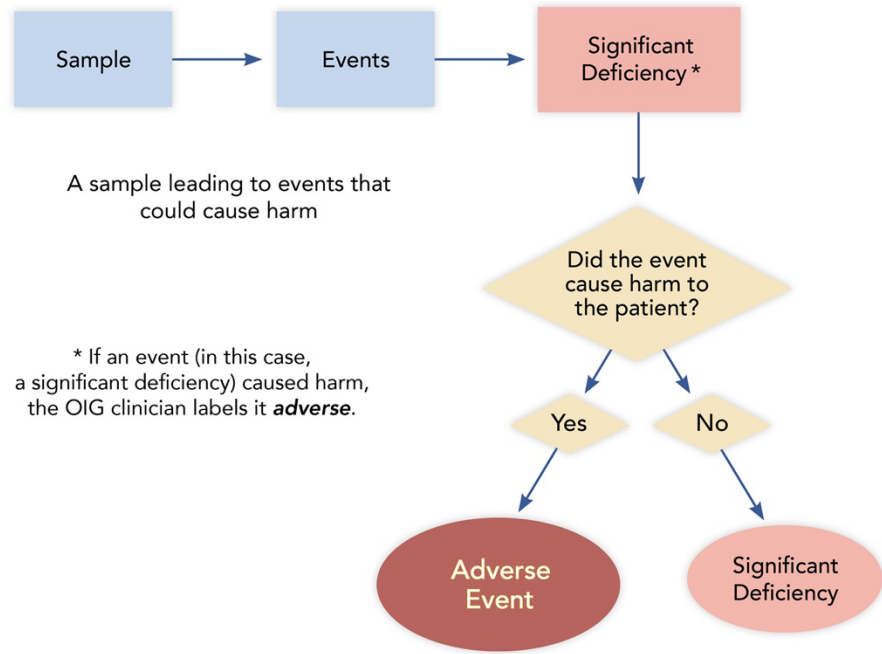 Sample
Events
Significant
Deficiency *
A sample leading to events that
could cause harm
Did the event
cause harm to
the patient?
* If an event (in this case,
a significant deficiency) caused harm,
the OIG clinician labels it adverse.
Yes
No
Adverse
Event
Significant
Deficiency